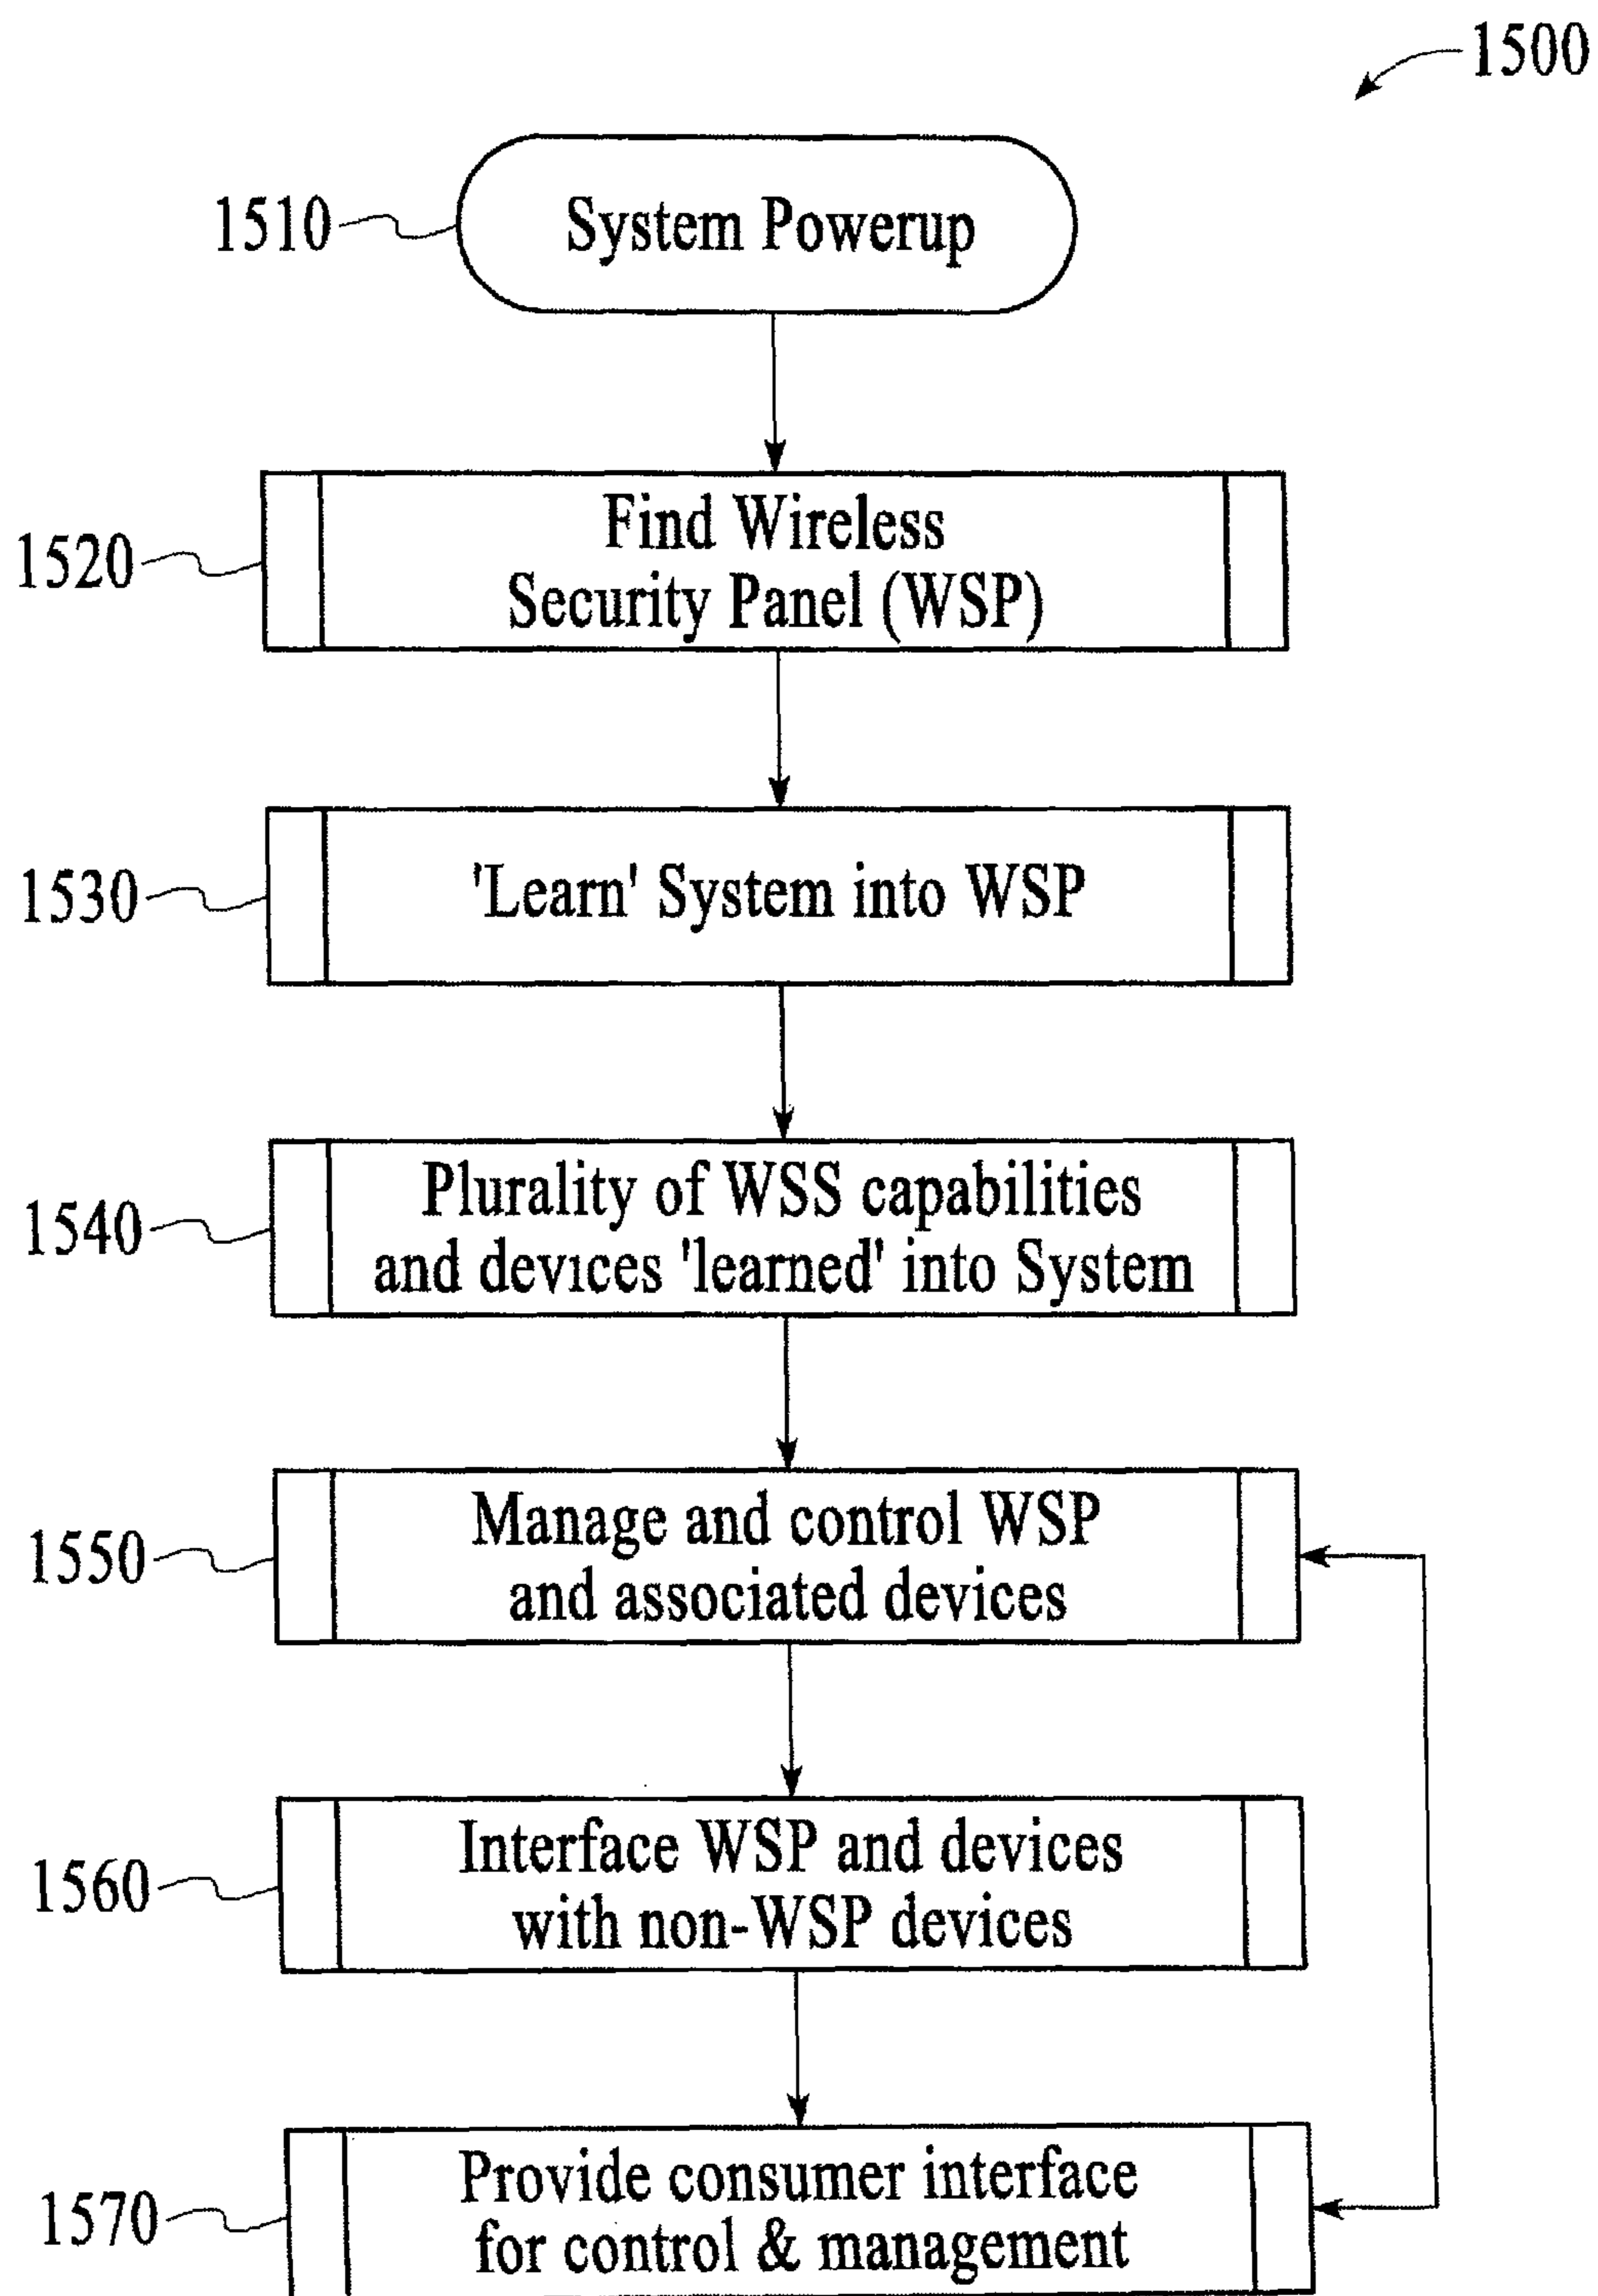 1500
1510
System Powerup
1520
Find Wireless
Security Panel (WSP)
1530
'Learn' System into WSP
1540
Plurality of WSS capabilities
and devices 'learned' into System
1550
Manage and control WSP
and associated devices
1560
Interface WSP and devices
with non-WSP devices
1570
Provide consumer interface
for control & management